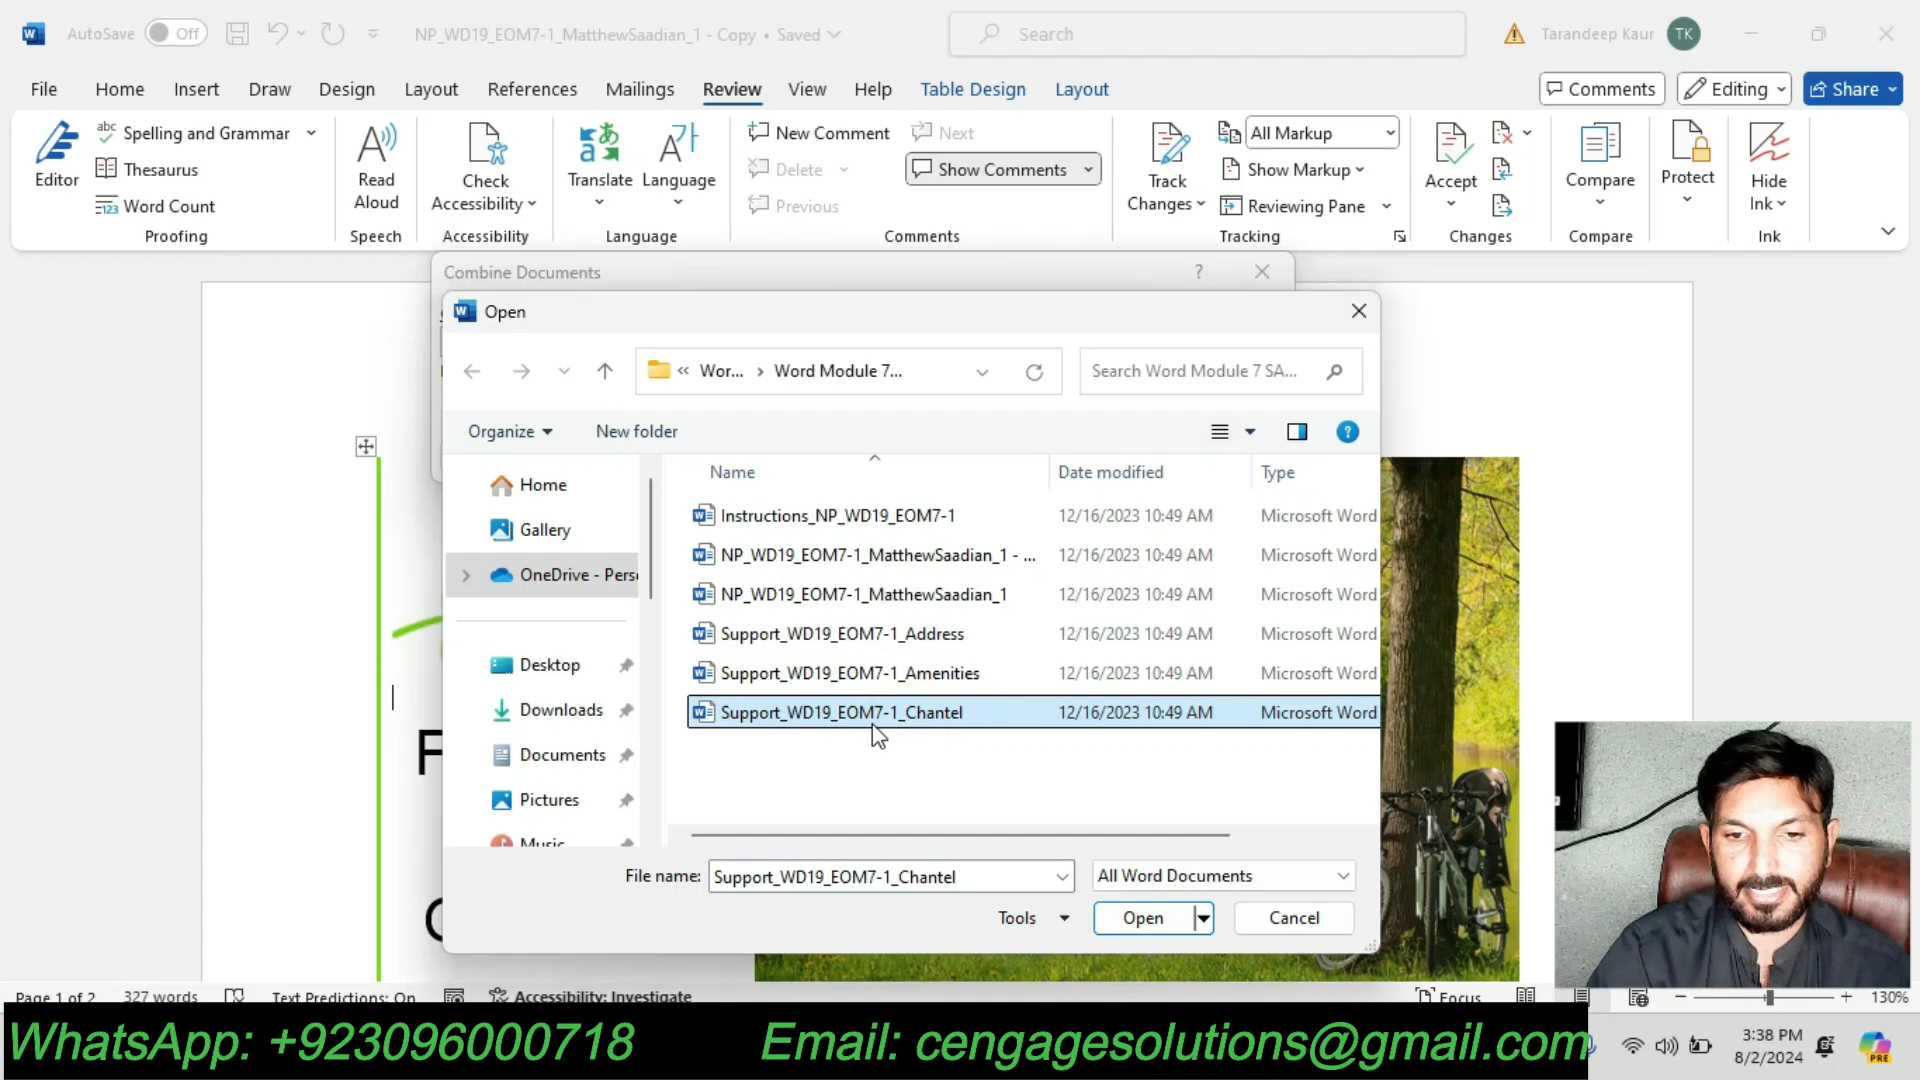 AutoSave Off NP_WD19_EOM7-1_MatthewSaadian_1 - Copy • Saved Search Tarandeep Kaur TK
File Home Insert Draw Design Layout References Mailings Review View Help Table Design Layout Comments Editing Share
Editor
abc Spelling and Grammar
Thesaurus
123 Word Count
Proofing
Read Aloud
Speech
Check Accessibility
Accessibility
Translate
Language
Language
New Comment
Delete
Previous
Next
Show Comments
Comments
Track Changes
All Markup
Show Markup
Reviewing Pane
Tracking
Accept
Changes
Compare
Compare
Protect
Hide Ink
Ink
Combine Documents ?
Open
« Wor... > Word Module 7... Search Word Module 7 SA...
Organize New folder ?
Home
Gallery
OneDrive - Pers
Desktop
Downloads
Documents
Pictures
Music
Name Date modified Type
Instructions_NP_WD19_EOM7-1 12/16/2023 10:49 AM Microsoft Word
NP_WD19_EOM7-1_MatthewSaadian_1 - ... 12/16/2023 10:49 AM Microsoft Word
NP_WD19_EOM7-1_MatthewSaadian_1 12/16/2023 10:49 AM Microsoft Word
Support_WD19_EOM7-1_Address 12/16/2023 10:49 AM Microsoft Word
Support_WD19_EOM7-1_Amenities 12/16/2023 10:49 AM Microsoft Word
Support_WD19_EOM7-1_Chantel 12/16/2023 10:49 AM Microsoft Word
File name: Support_WD19_EOM7-1_Chantel All Word Documents
Tools Open Cancel
F
Page 1 of 2 327 words Text Predictions: On Accessibility: Investigate Focus 130%
WhatsApp: +923096000718 Email: cengagesolutions@gmail.com
3:38 PM
8/2/2024
PRE